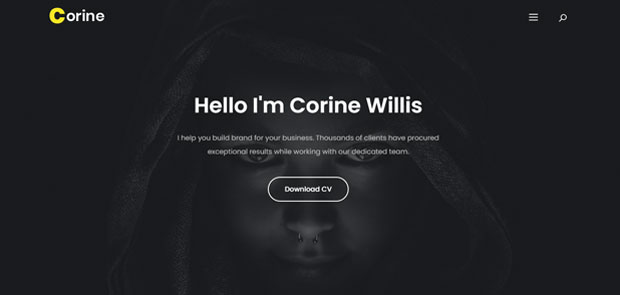 Corine
Hello I'm Corine Willis
I help you build brand for your business. Thousands of clients have procured
exceptional results while working with our dedicated team.
Download CV